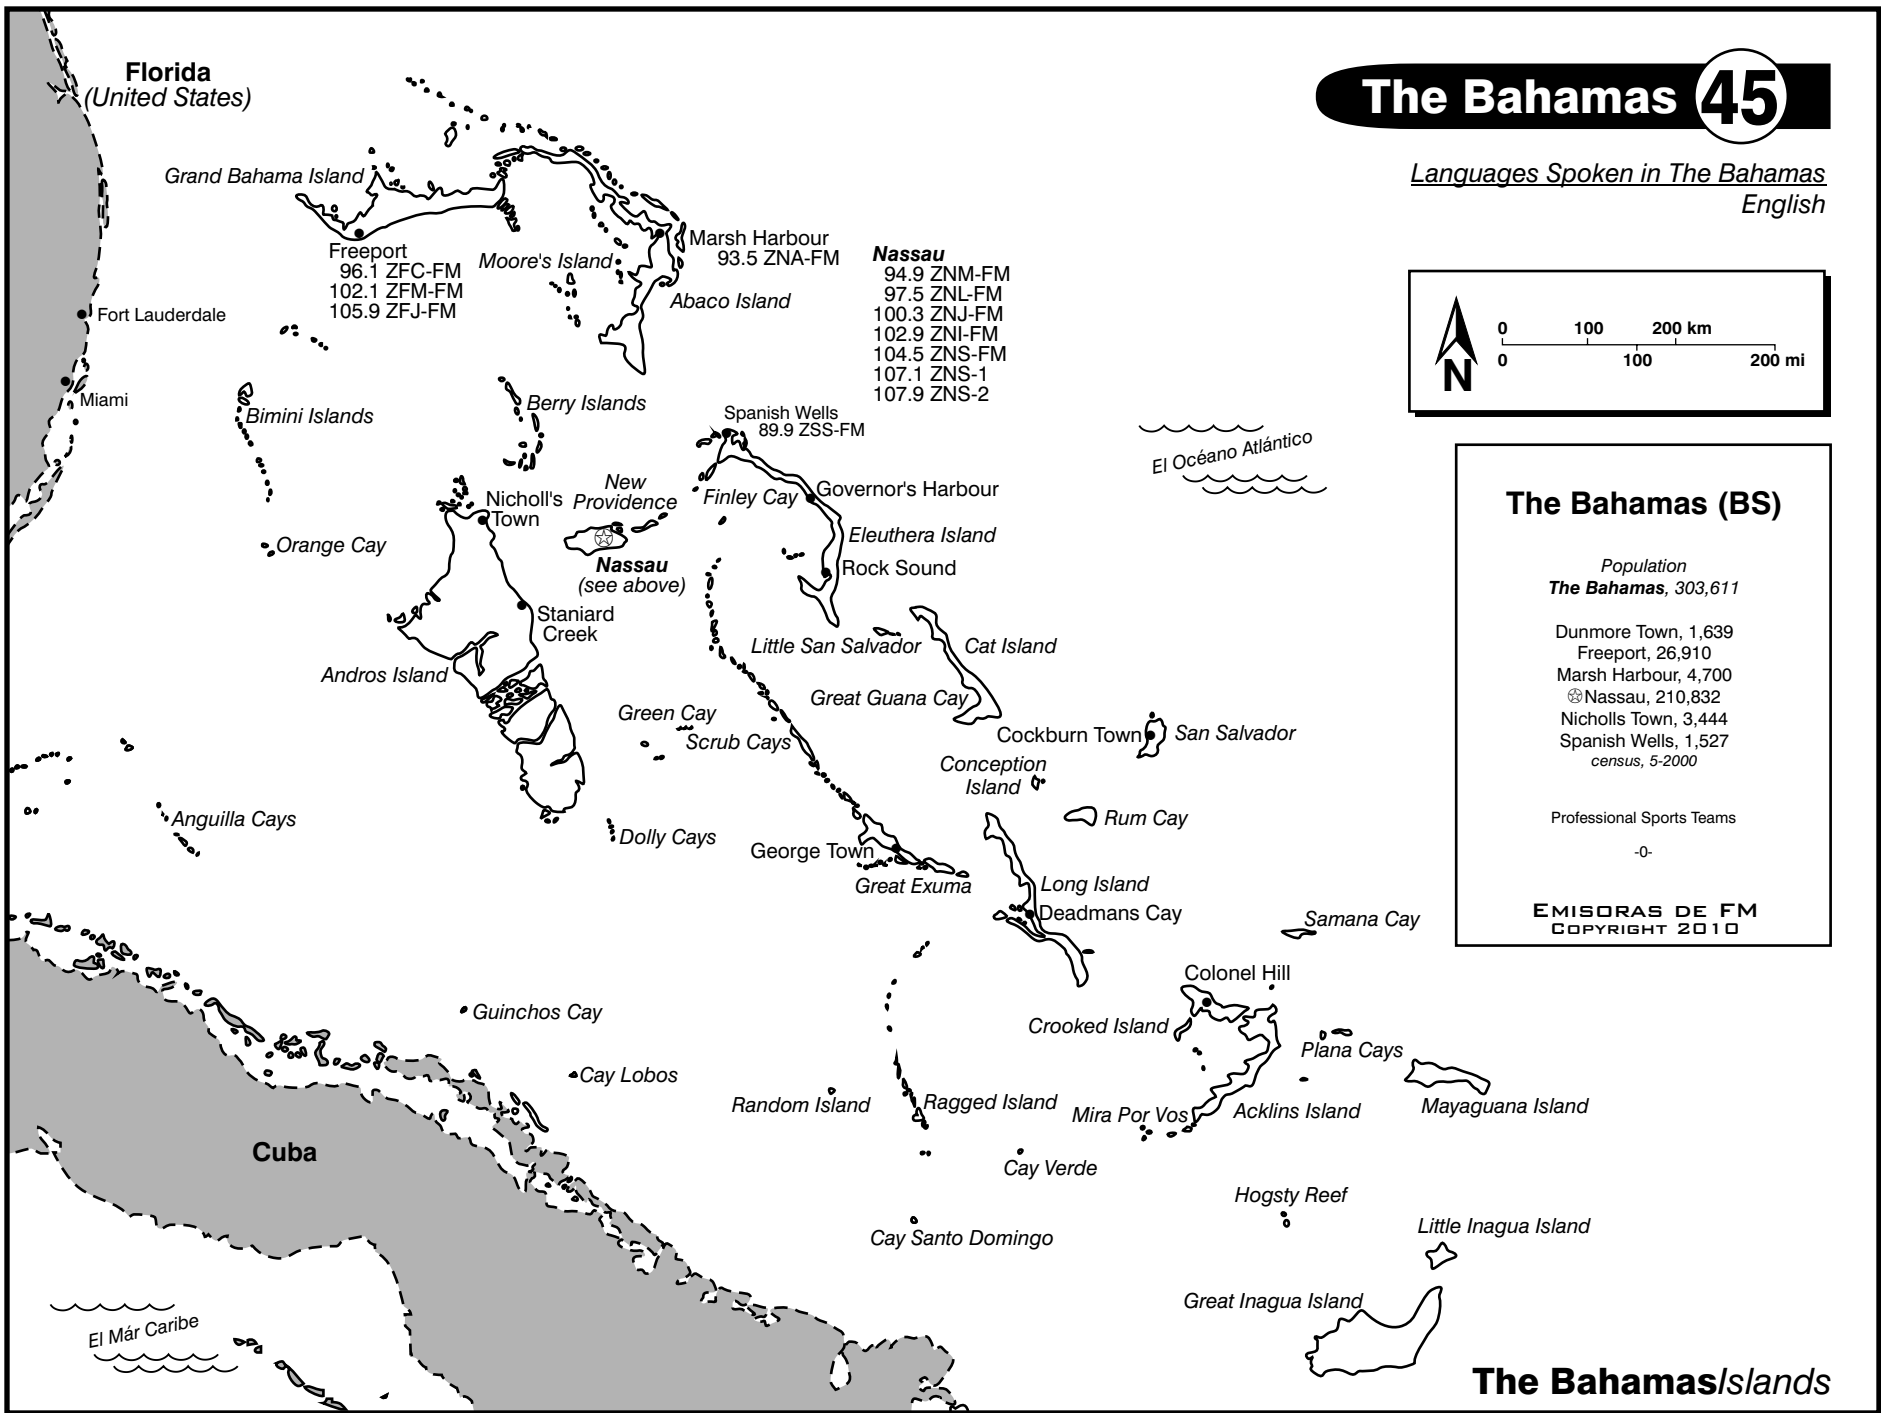 Florida
(United States)
The Bahamas 45
Languages Spoken in The Bahamas
English
Grand Bahama Island
Freeport
96.1 ZFC-FM
102.1 ZFM-FM
105.9 ZFJ-FM
Moore's Island
Marsh Harbour
93.5 ZNA-FM
Abaco Island
Nassau
94.9 ZNM-FM
97.5 ZNL-FM
100.3 ZNJ-FM
102.9 ZNI-FM
104.5 ZNS-FM
107.1 ZNS-1
107.9 ZNS-2
Fort Lauderdale
Miami
0 100 200 km
0 100 200 mi
N
Bimini Islands
Berry Islands
Spanish Wells
89.9 ZSS-FM
El Océano Atlántico
Nicholl's
Town
New
Providence
Finley Cay
Governor's Harbour
Eleuthera Island
Orange Cay
Nassau
(see above)
Rock Sound
Staniard
Creek
Little San Salvador
Cat Island
Andros Island
Great Guana Cay
Green Cay
Scrub Cays
Cockburn Town
San Salvador
Conception
Island
Rum Cay
Anguilla Cays
Dolly Cays
George Town
Great Exuma
Long Island
Deadmans Cay
Samana Cay
The Bahamas (BS)
Population
The Bahamas, 303,611
Dunmore Town, 1,639
Freeport, 26,910
Marsh Harbour, 4,700
Nassau, 210,832
Nicholls Town, 3,444
Spanish Wells, 1,527
census, 5-2000
Professional Sports Teams
-0-
Emisoras de FM
Copyright 2010
Colonel Hill
Guinchos Cay
Crooked Island
Plana Cays
Cay Lobos
Random Island
Ragged Island
Mira Por Vos
Acklins Island
Mayaguana Island
Cuba
Cay Verde
Hogsty Reef
Cay Santo Domingo
Little Inagua Island
Great Inagua Island
El Már Caribe
The BahamasIslands